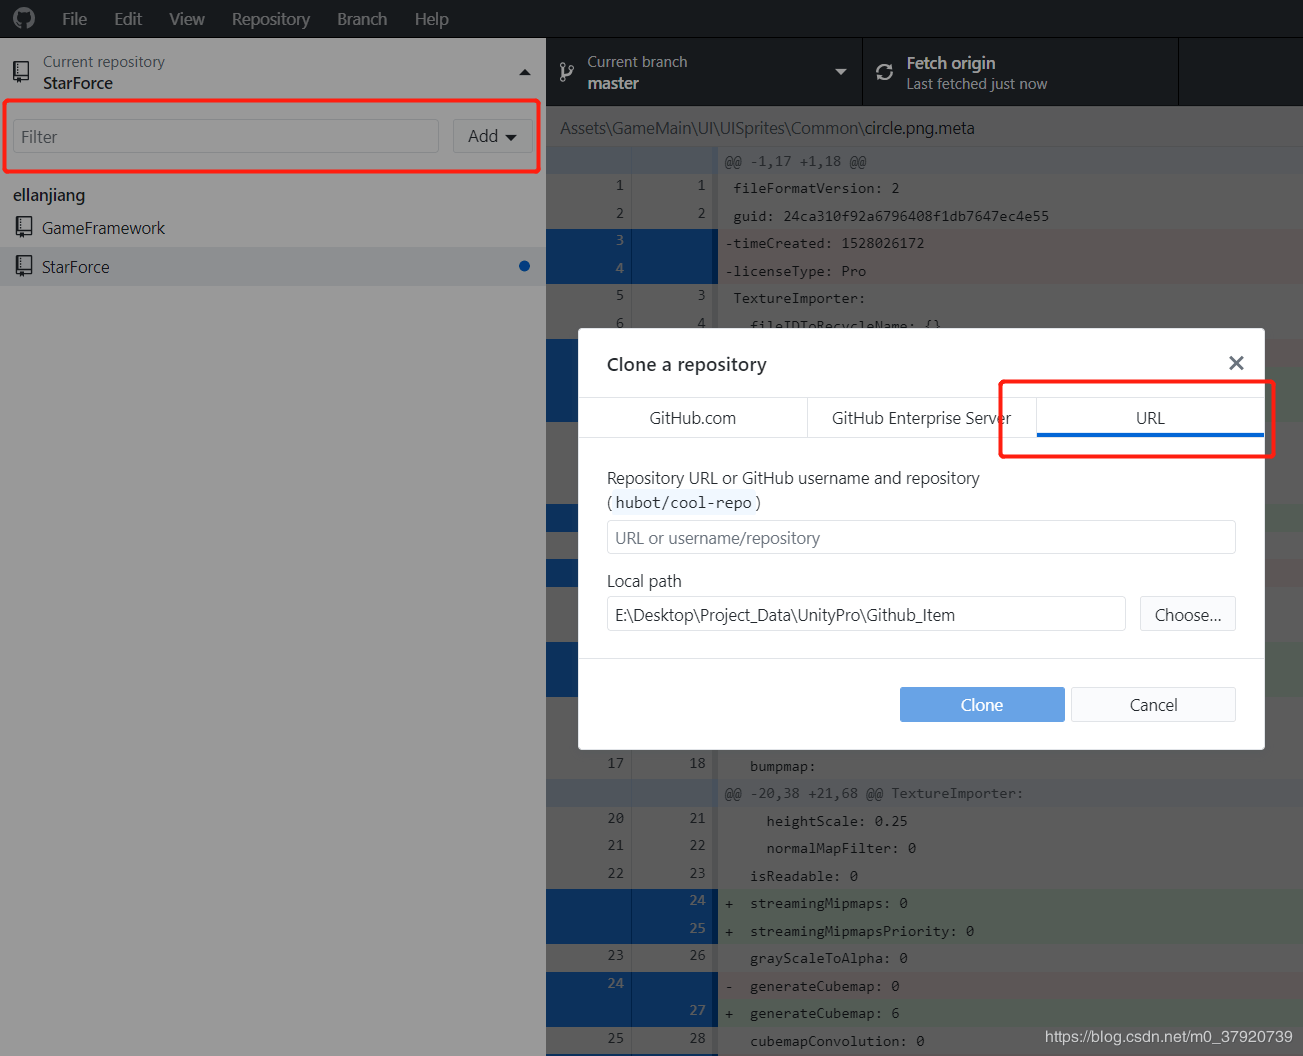 File Edit View Repository Branch Help
Current repository
StarForce
Current branch
master
Fetch origin
Last fetched just now
Filter
Add
ellanjiang
GameFramework
StarForce
Assets\GameMain\UI\UISprites\Common\circle.png.meta
@@ -1,17 +1,18 @@
1 1 fileFormatVersion: 2
2 2 guid: 24ca310f92a6796408f1db7647ec4e55
3 -timeCreated: 1528026172
4 -licenseType: Pro
5 3 TextureImporter:
6 4 fileIDToRecycleName: {}
Clone a repository
GitHub.com
GitHub Enterprise Server
URL
Repository URL or GitHub username and repository
(hubot/cool-repo)
URL or username/repository
Local path
E:\Desktop\Project_Data\UnityPro\Github_Item
Choose...
Clone
Cancel
17 18 bumpmap:
@@ -20,38 +21,68 @@ TextureImporter:
20 21 heightScale: 0.25
21 22 normalMapFilter: 0
22 23 isReadable: 0
24 + streamingMipmaps: 0
25 + streamingMipmapsPriority: 0
23 26 grayScaleToAlpha: 0
24 - generateCubemap: 0
27 + generateCubemap: 6
25 28 cubemapConvolution: 0
https://blog.csdn.net/m0_37920739